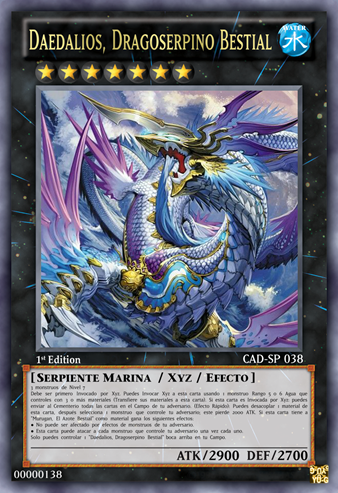 Daedalios, Dragoserpino Bestial
WATER
水
1st Edition
CAD-SP 038
[Serpiente Marina / Xyz / Efecto]
3 monstruos de Nivel 7
Debe ser primero Invocado por Xyz. Puedes Invocar Xyz a esta carta usando 1 monstruo Rango 5 o 6 Agua que
controles con 3 o más materiales (Transfiere sus materiales a esta carta). Si esta carta es Invocada por Xyz: puedes
enviar al Cementerio todas las cartas en el Campo de tu adversario. (Efecto Rápido): Puedes desacoplar 1 material de
esta carta, después selecciona 1 monstruo que controle tu adversario; este pierde 2000 ATK. Si esta carta tiene a
"Murtagan, El Azote Bestial" como material gana los siguientes efectos.
● No puede ser afectado por efectos de monstruos de tu adversario.
● Esta carta puede atacar a cada monstruo que controle tu adversario una vez cada uno.
Solo puedes controlar 1 "Daedalios, Dragoserpino Bestial" boca arriba en tu Campo.
ATK/2900 DEF/2700
00000138